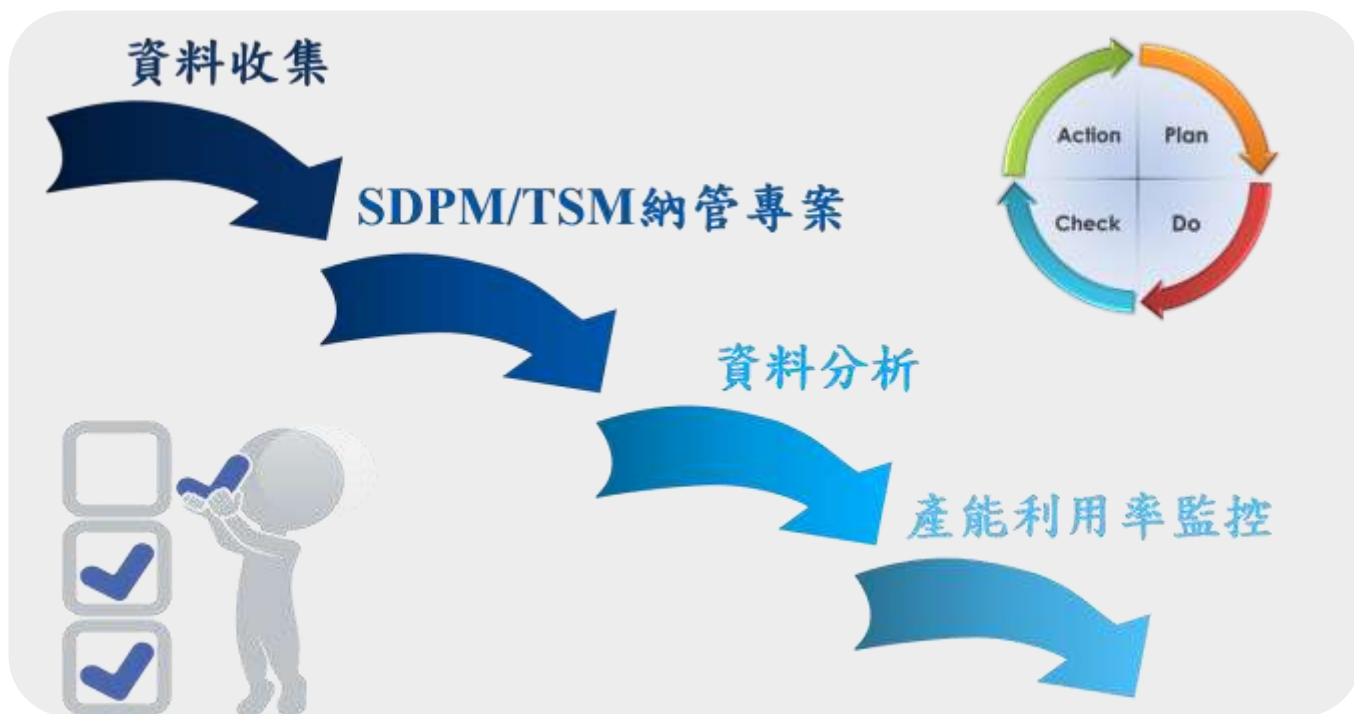 資料收集
SDPM/TSM納管專案
資料分析
產能利用率監控
Action
Plan
Check
Do